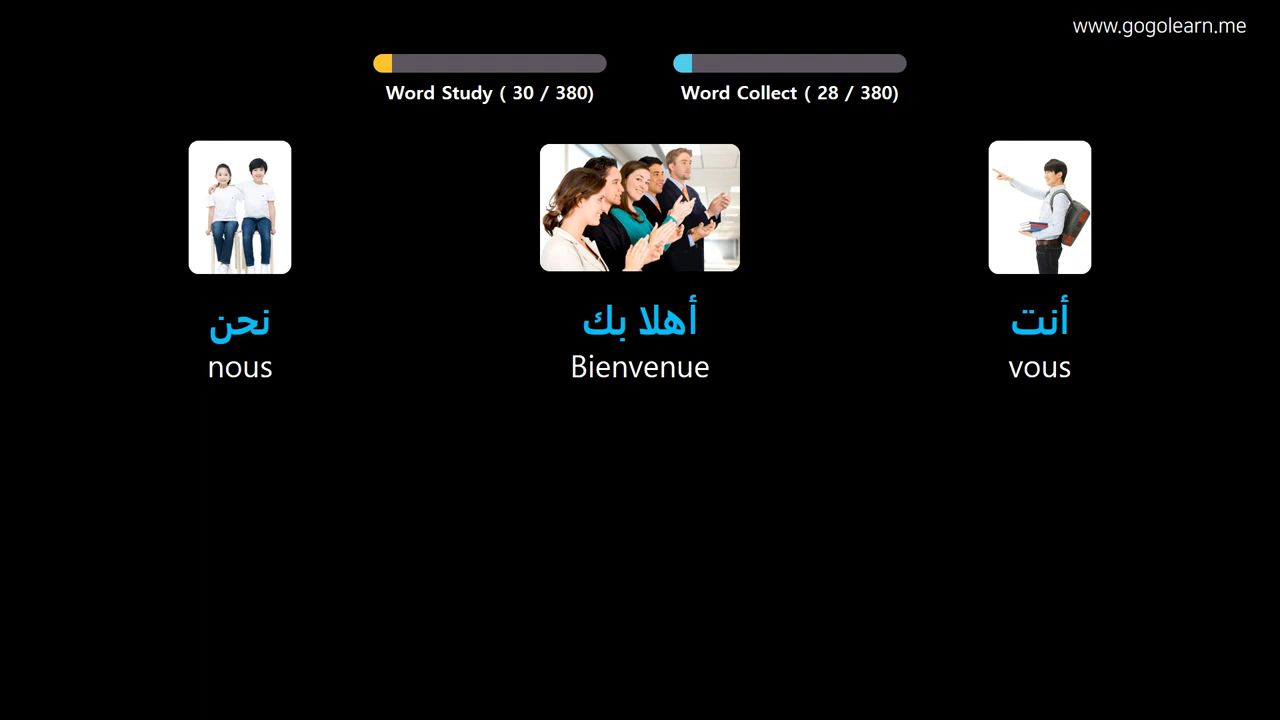 www.gogolearn.me
Word Study ( 30 / 380)
Word Collect ( 28 / 380)
نحن
nous
أهلا بك
Bienvenue
أنت
vous